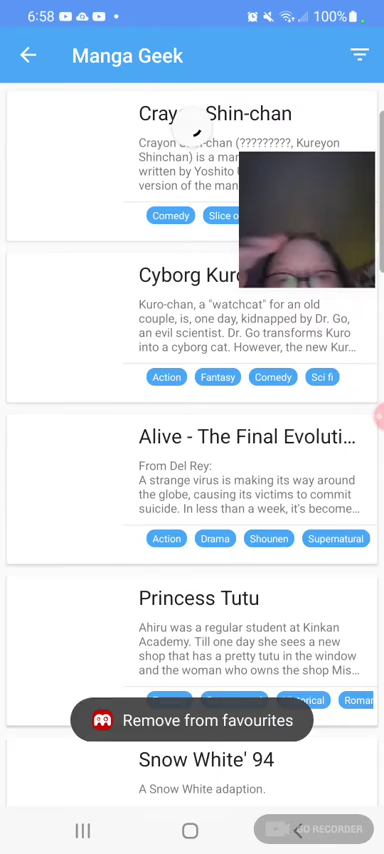 6:58
100%
Manga Geek
Crayon Shin-chan
Crayon Shin-chan (?????????, Kureyon
Shinchan) is a
written by Yoshito
version of the
Comedy
Slice
Cyborg
Kuro-chan, a "watchcat" for an old
couple, is, one day, kidnapped by Dr. Go,
an evil scientist. Dr. Go transforms Kuro
into a cyborg cat. However, the new Kur...
Action Fantasy Comedy Sci fi
Alive - The Final Evoluti...
From Del Rey:
A strange virus is making its way around
the globe, causing its victims to commit
suicide. In less than a week, it's become...
Action Drama Shounen Supernatural
Princess Tutu
Ahiru was a regular student at Kinkan
Academy. Till one day she sees a new
shop that has a pretty tutu in the window
and the woman who owns the shop Mis...
Remove from favourites
Snow White' 94
A Snow White adaption.
GO RECORDER